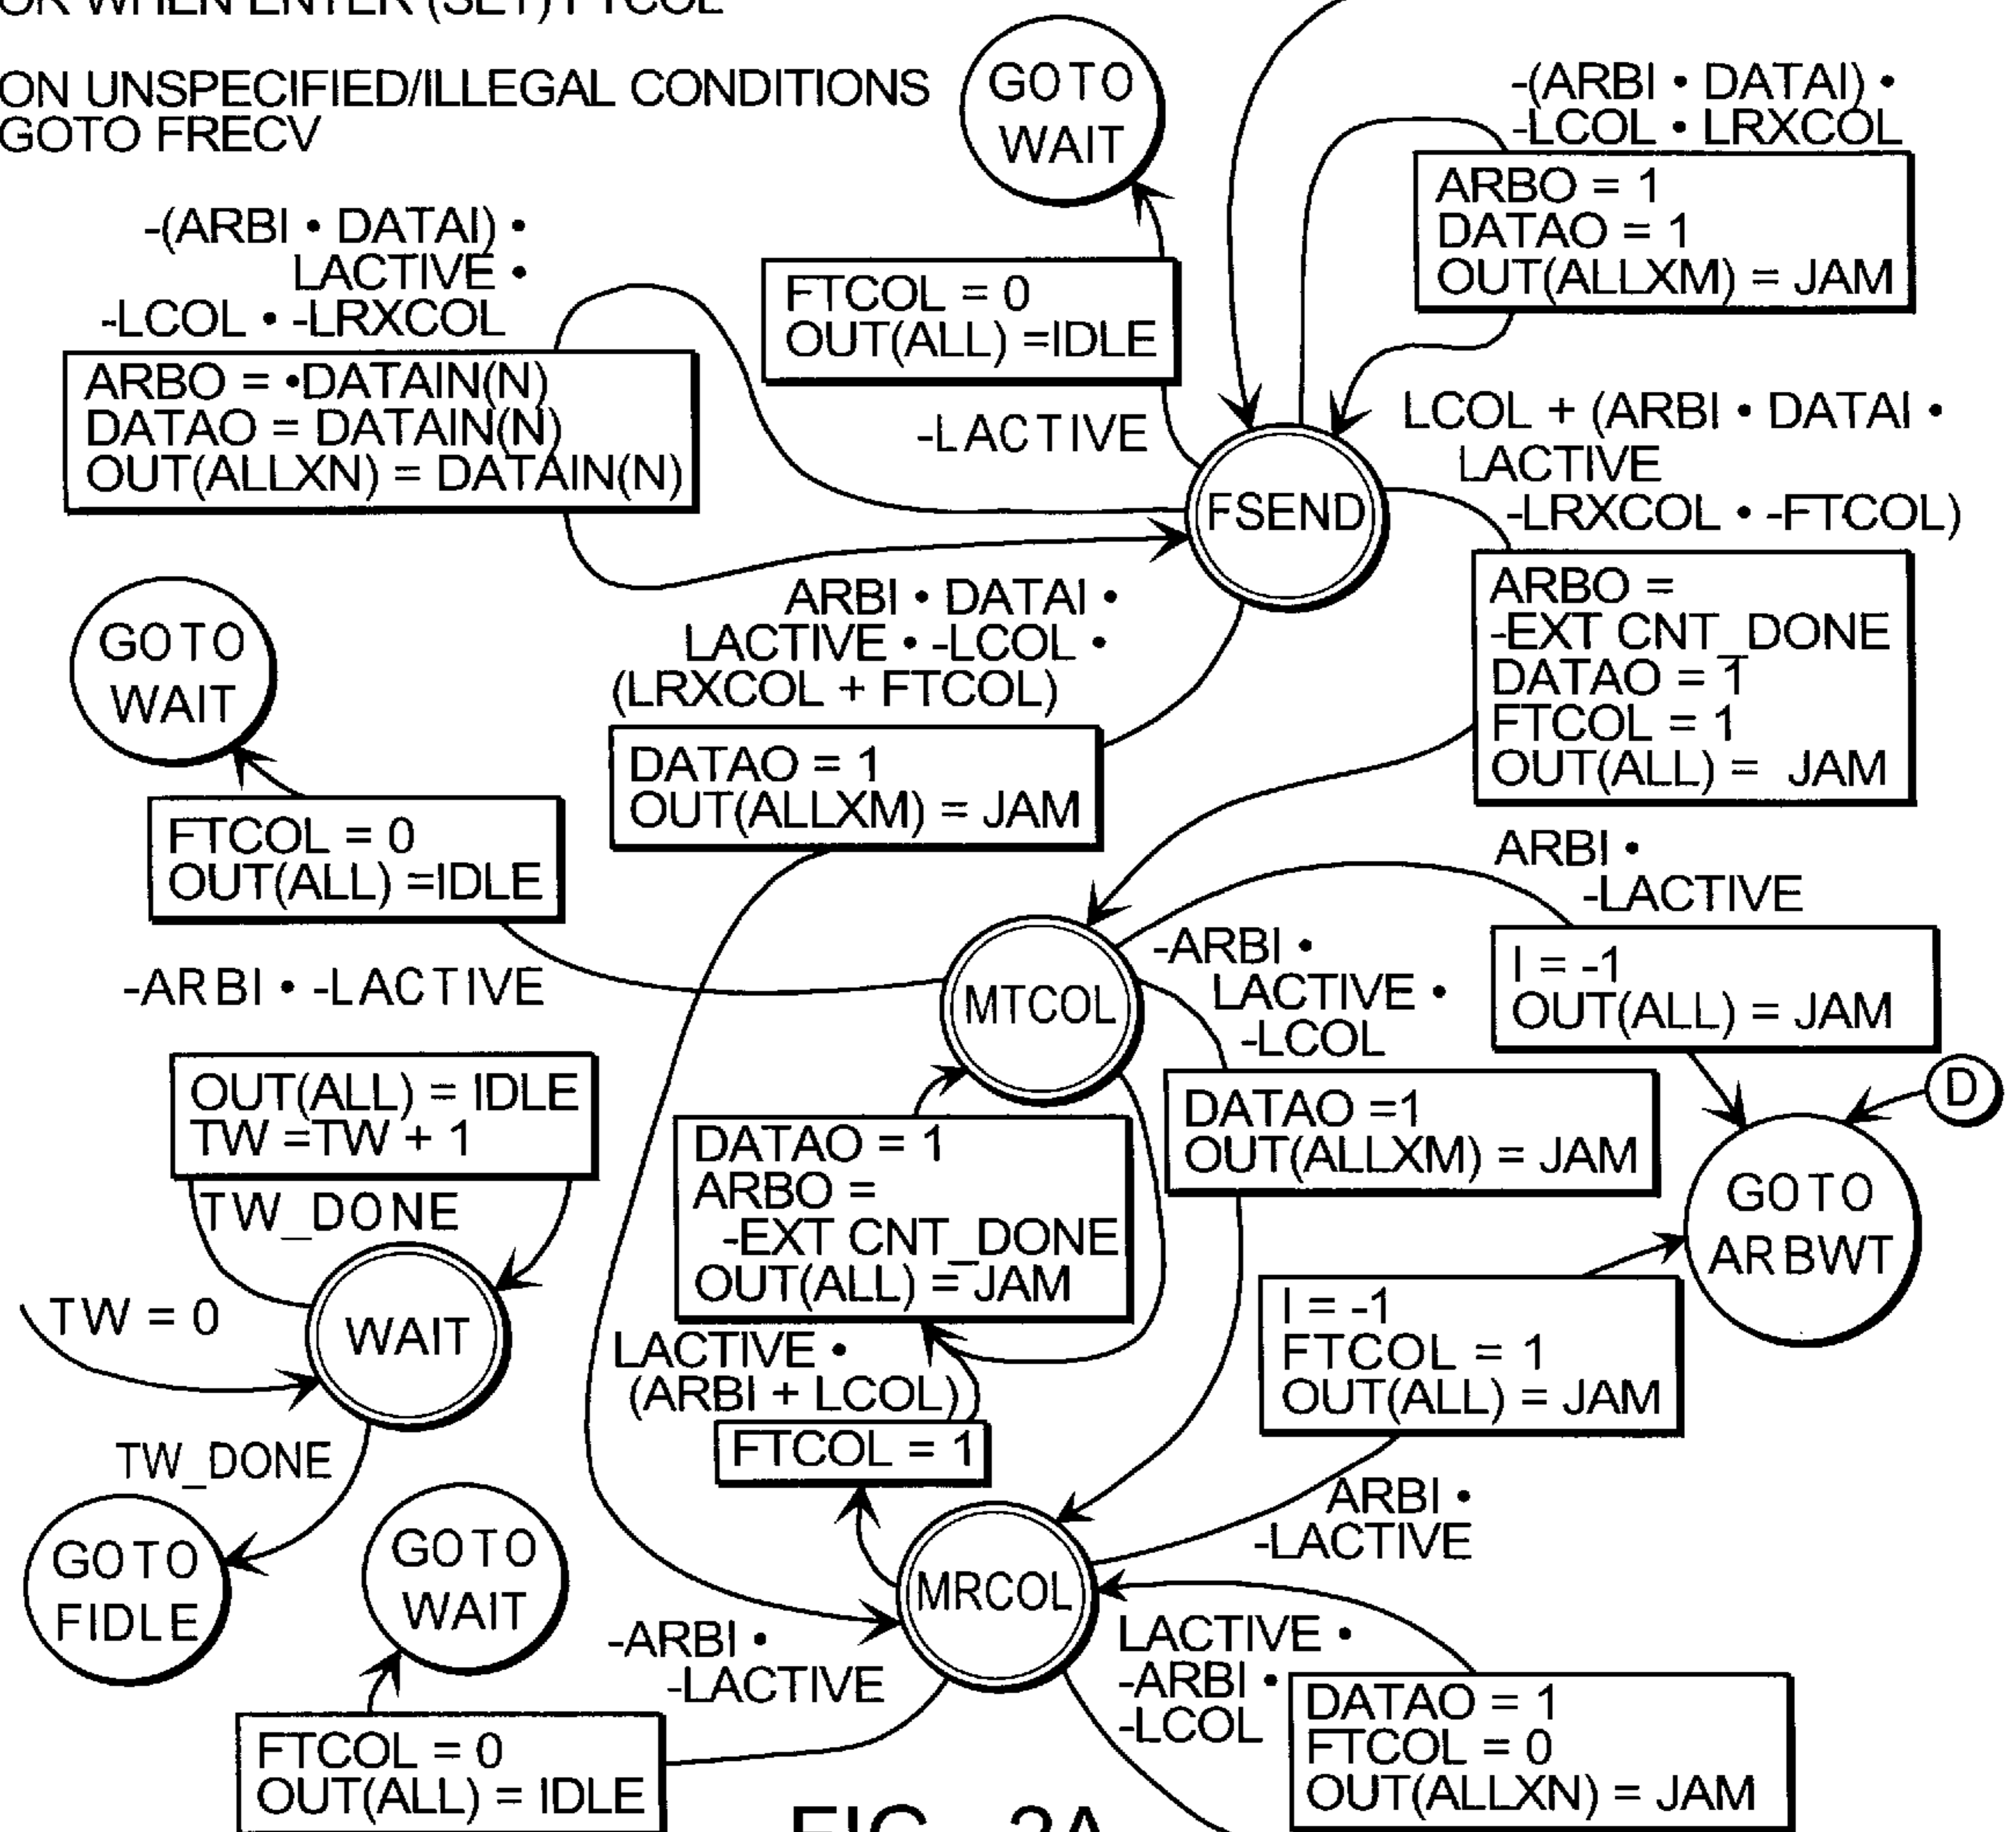 OR WHEN ENTER (SET) FTCOL
ON UNSPECIFIED/ILLEGAL CONDITIONS
GOTO FRECV
GOTO
WAIT
-(ARBI • DATAI) •
-LCOL • LRXCOL
ARBO = 1
DATAO = 1
OUT(ALLXM) = JAM
-(ARBI • DATAI) •
LACTIVE •
-LCOL • -LRXCOL
ARBO = •DATAIN(N)
DATAO = DATAIN(N)
OUT(ALLXN) = DATAIN(N)
FTCOL = 0
OUT(ALL) =IDLE
-LACTIVE
FSEND
LCOL + (ARBI • DATAI •
LACTIVE
-LRXCOL • -FTCOL)
ARBO =
-EXT CNT_DONE
DATAO = 1
FTCOL = 1
OUT(ALL) = JAM
ARBI • DATAI •
LACTIVE • -LCOL •
(LRXCOL + FTCOL)
DATAO = 1
OUT(ALLXM) = JAM
GOTO
WAIT
FTCOL = 0
OUT(ALL) =IDLE
-ARBI • -LACTIVE
MTCOL
ARBI •
-LACTIVE
I = -1
OUT(ALL) = JAM
-ARBI •
LACTIVE •
-LCOL
DATAO =1
OUT(ALLXM) = JAM
D
GOTO
ARBWT
OUT(ALL) = IDLE
TW =TW + 1
TW_DONE
TW = 0
WAIT
TW_DONE
GOTO
FIDLE
DATAO = 1
ARBO =
-EXT CNT_DONE
OUT(ALL) = JAM
LACTIVE •
(ARBI + LCOL)
FTCOL = 1
I = -1
FTCOL = 1
OUT(ALL) = JAM
ARBI •
-LACTIVE
GOTO
WAIT
MRCOL
-ARBI •
-LACTIVE
FTCOL = 0
OUT(ALL) = IDLE
LACTIVE •
-ARBI •
-LCOL
DATAO = 1
FTCOL = 0
OUT(ALLXN) = JAM
FIG. 2A